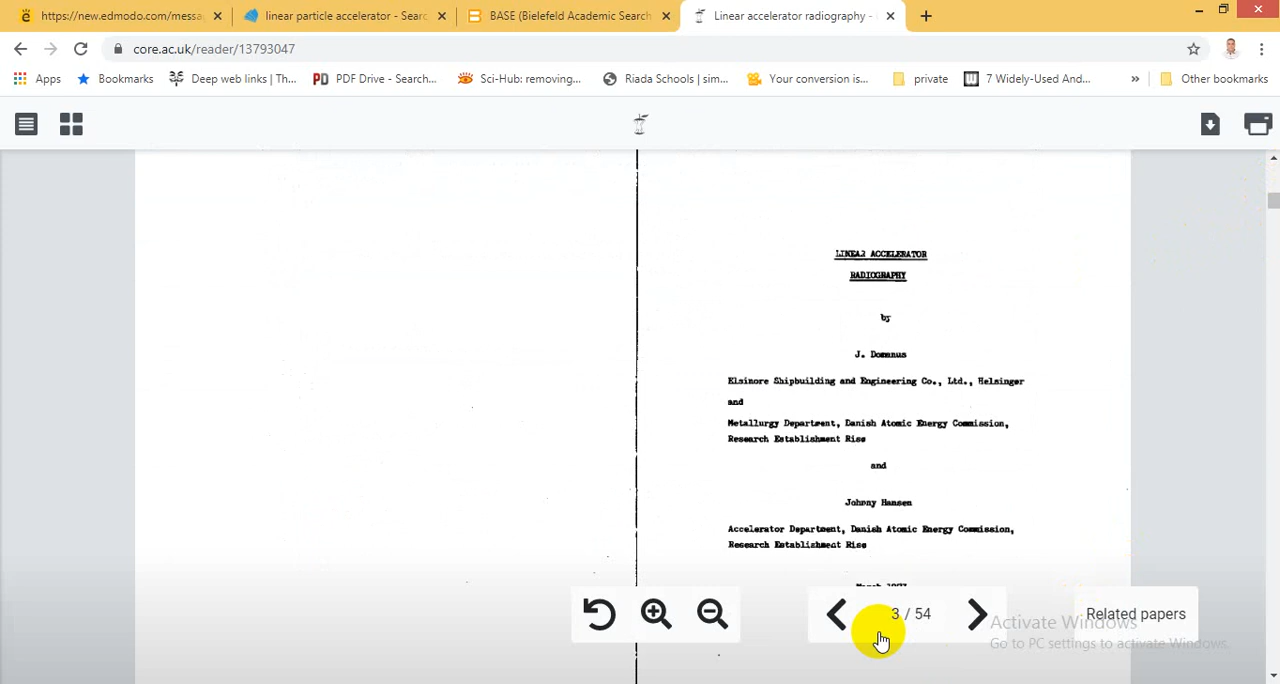 https://new.edmodo.com/messa
linear particle accelerator - Searc
BASE (Bielefeld Academic Search
Linear accelerator radiography -
core.ac.uk/reader/13793047
Apps
Bookmarks
Deep web links | Th...
PDF Drive - Search...
Sci-Hub: removing...
Riada Schools | sim...
Your conversion is...
private
7 Widely-Used And...
»
Other bookmarks
LINEAR ACCELERATOR
RADIOGRAPHY
by
J. Domanus
Elsinore Shipbuilding and Engineering Co., Ltd., Helsingør
and
Metallurgy Department, Danish Atomic Energy Commission,
Research Establishment Risø
and
Johnny Hansen
Accelerator Department, Danish Atomic Energy Commission,
Research Establishment Risø
3 / 54
Related papers
Activate Windows
Go to PC settings to activate Windows.